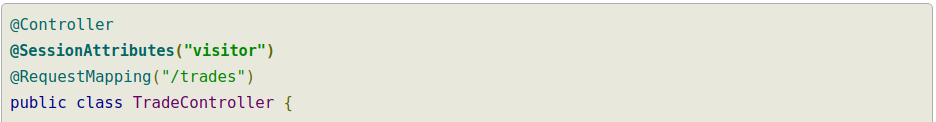 @Controller
@SessionAttributes("visitor")
@RequestMapping("/trades")
public class TradeController {